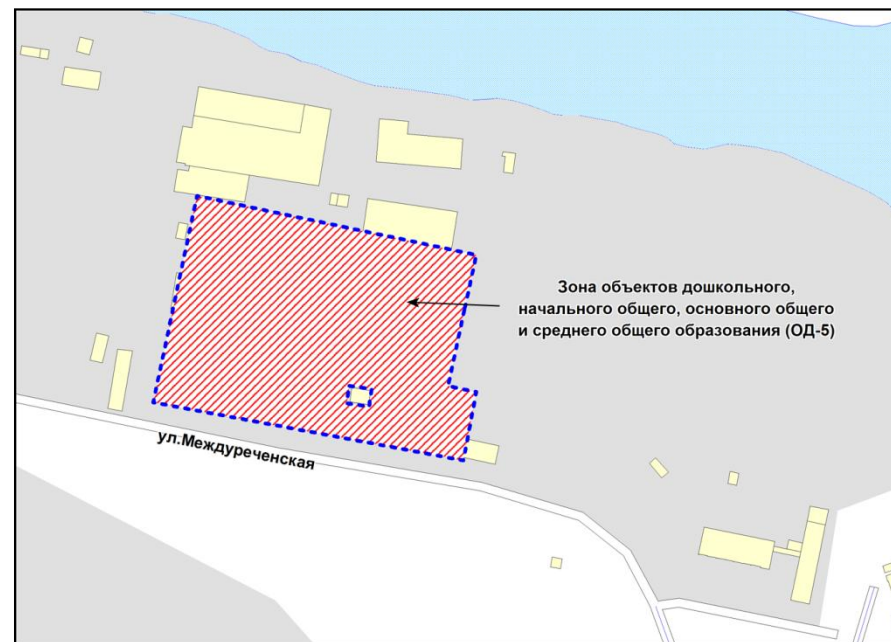 Зона объектов дошкольного,
начального общего, основного общего
и среднего общего образования (ОД-5)
ул.Междуреченская